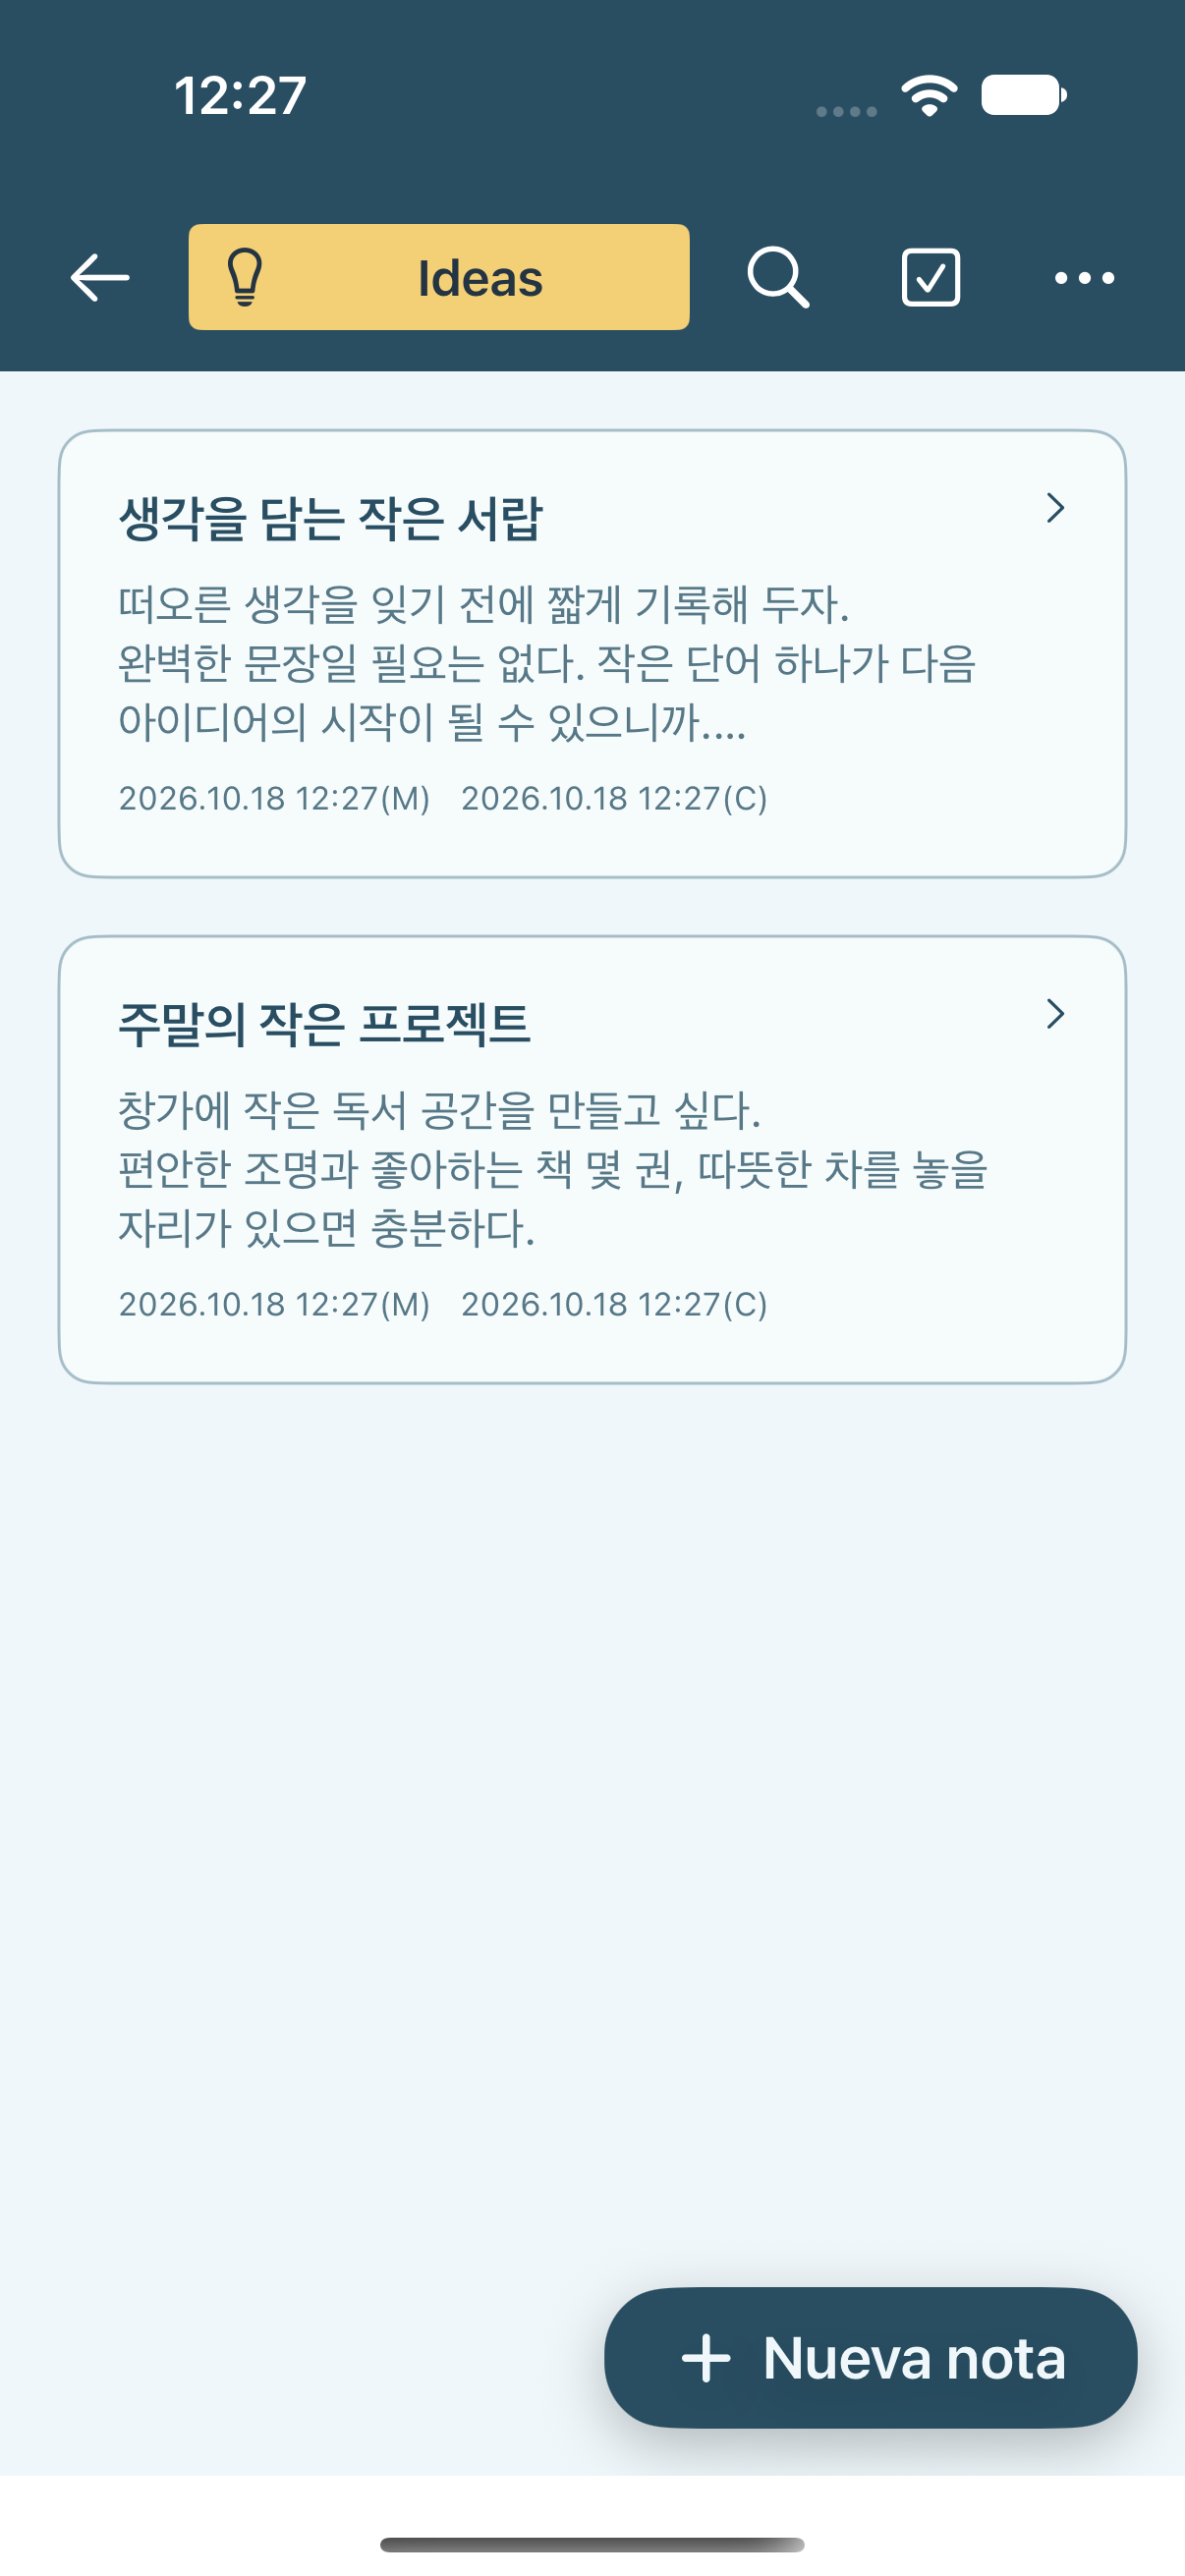 12:27
Ideas
생각을 담는 작은 서랍
떠오른 생각을 잊기 전에 짧게 기록해 두자.
완벽한 문장일 필요는 없다. 작은 단어 하나가 다음
아이디어의 시작이 될 수 있으니까....
2026.10.18 12:27(M) 2026.10.18 12:27(C)
주말의 작은 프로젝트
창가에 작은 독서 공간을 만들고 싶다.
편안한 조명과 좋아하는 책 몇 권, 따뜻한 차를 놓을
자리가 있으면 충분하다.
2026.10.18 12:27(M) 2026.10.18 12:27(C)
Nueva nota